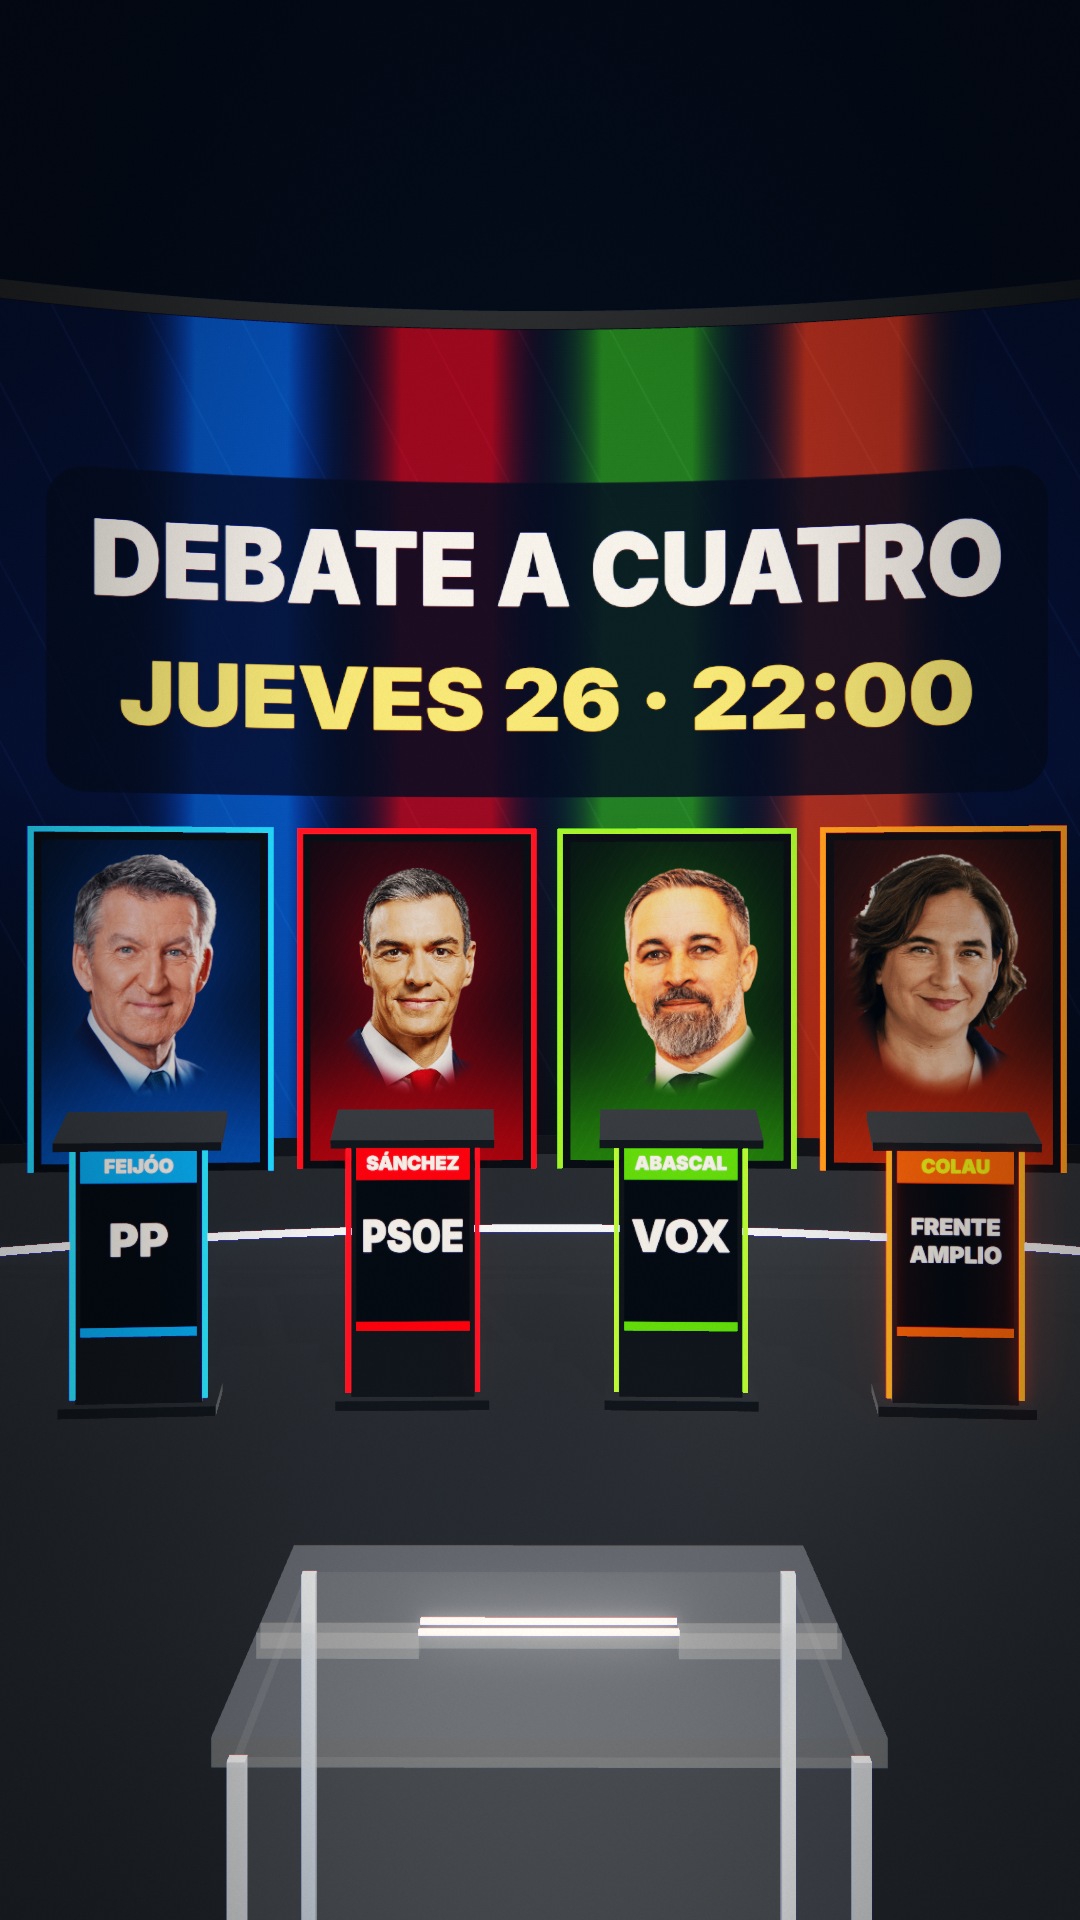 DEBATE A CUATRO
JUEVES 26 · 22:00
FEIJÓO
SÁNCHEZ
ABASCAL
COLAU
PP
PSOE
VOX
FRENTE
AMPLIO